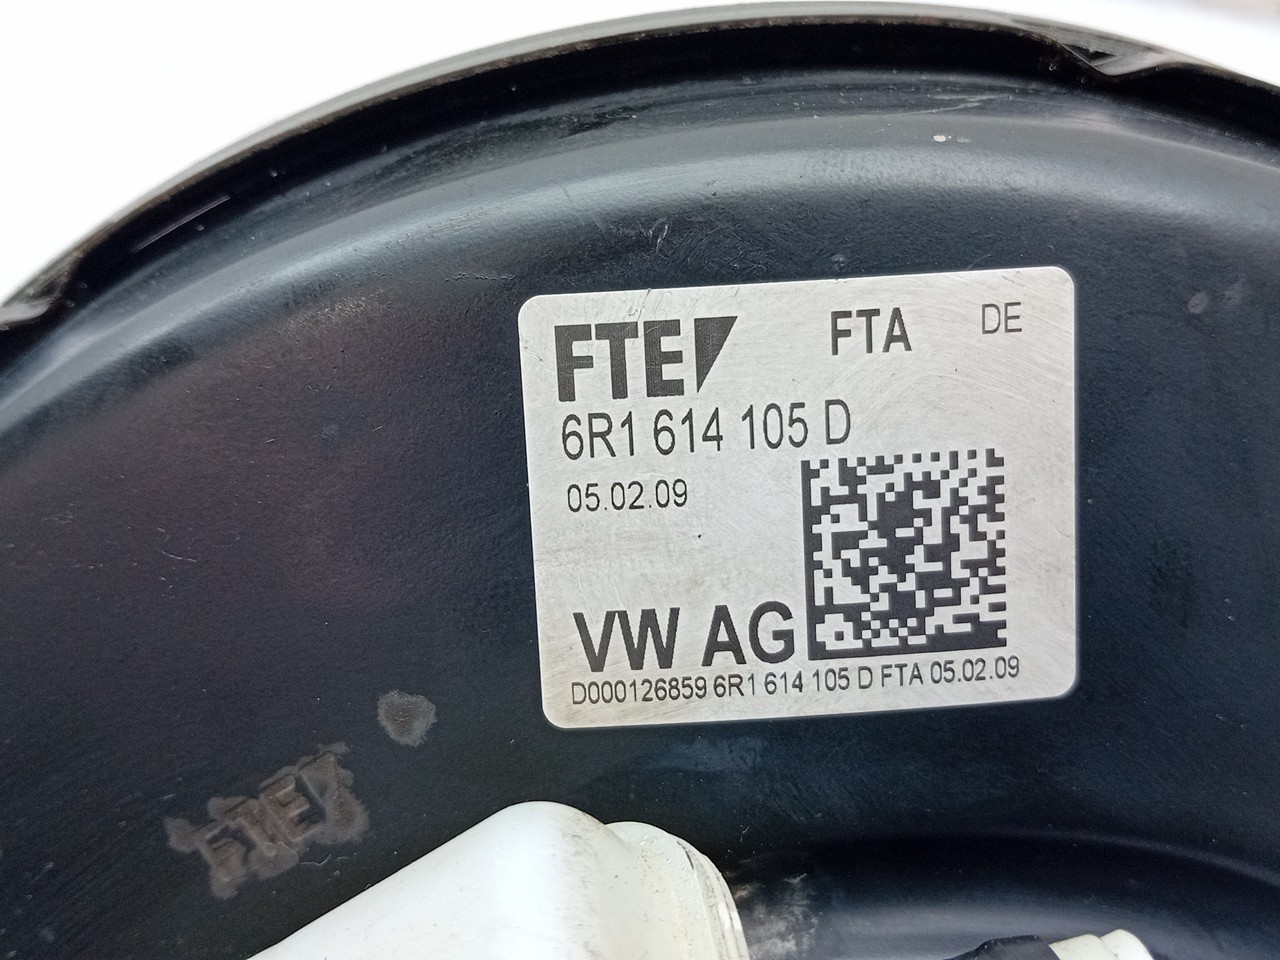 FTE FTA DE
6R1 614 105 D
05.02.09
VW AG
D000126859 6R1 614 105 D FTA 05.02.09
FTE